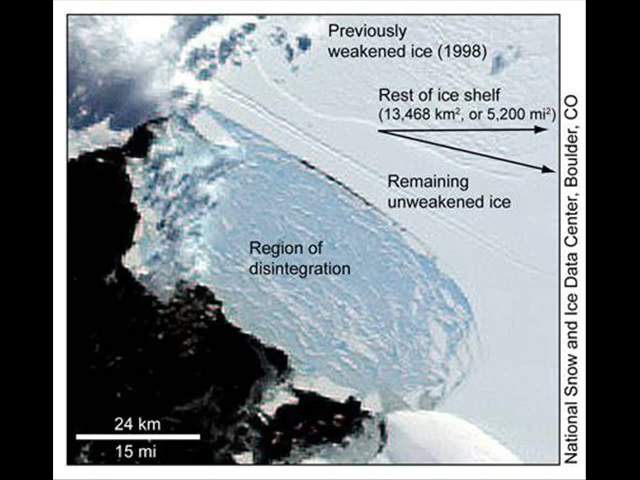 Previously
weakened ice (1998)
Rest of ice shelf
(13,468 km², or 5,200 mi²)
Remaining
unweakened ice
Region of
disintegration
24 km
15 mi
National Snow and Ice Data Center, Boulder, CO